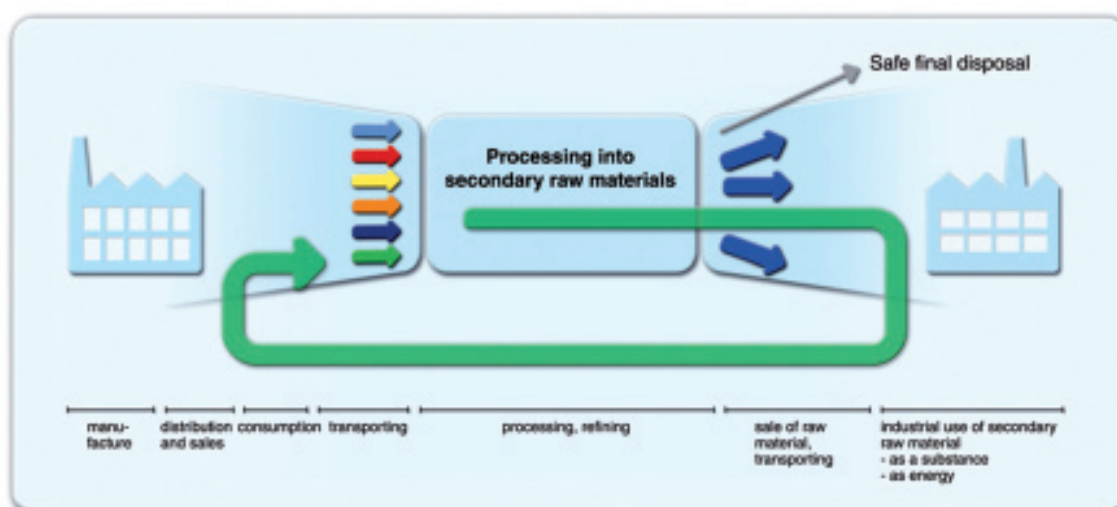 Safe final disposal
Processing into
secondary raw materials
manu-
facture
distribution
and sales
consumption
transporting
processing, refining
sale of raw
material,
transporting
industrial use of secondary
raw material
- as a substance
- as energy